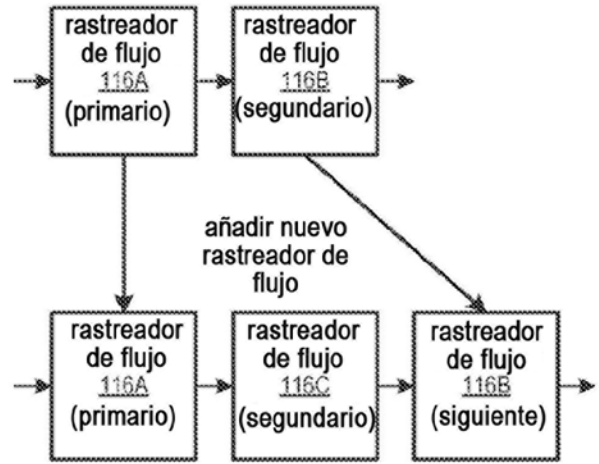 rastreador
de flujo
116A
(primario)
rastreador
de flujo
116B
(segundario)
añadir nuevo
rastreador de
flujo
rastreador
de flujo
116A
(primario)
rastreador
de flujo
116C
(segundario)
rastreador
de flujo
116B
(siguiente)